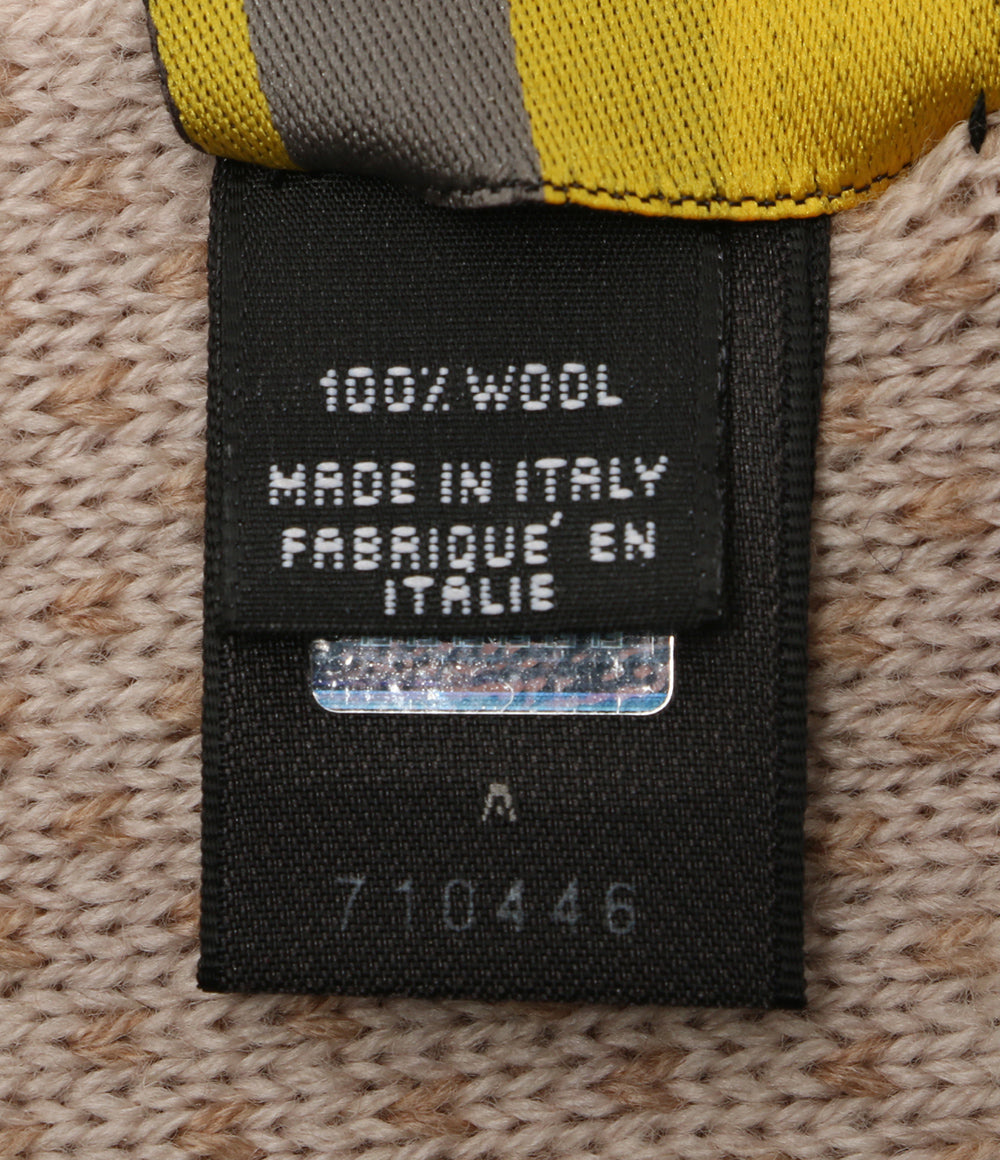 100% WOOL
MADE IN ITALY
FABRIQUE' EN
ITALIE
A
710446